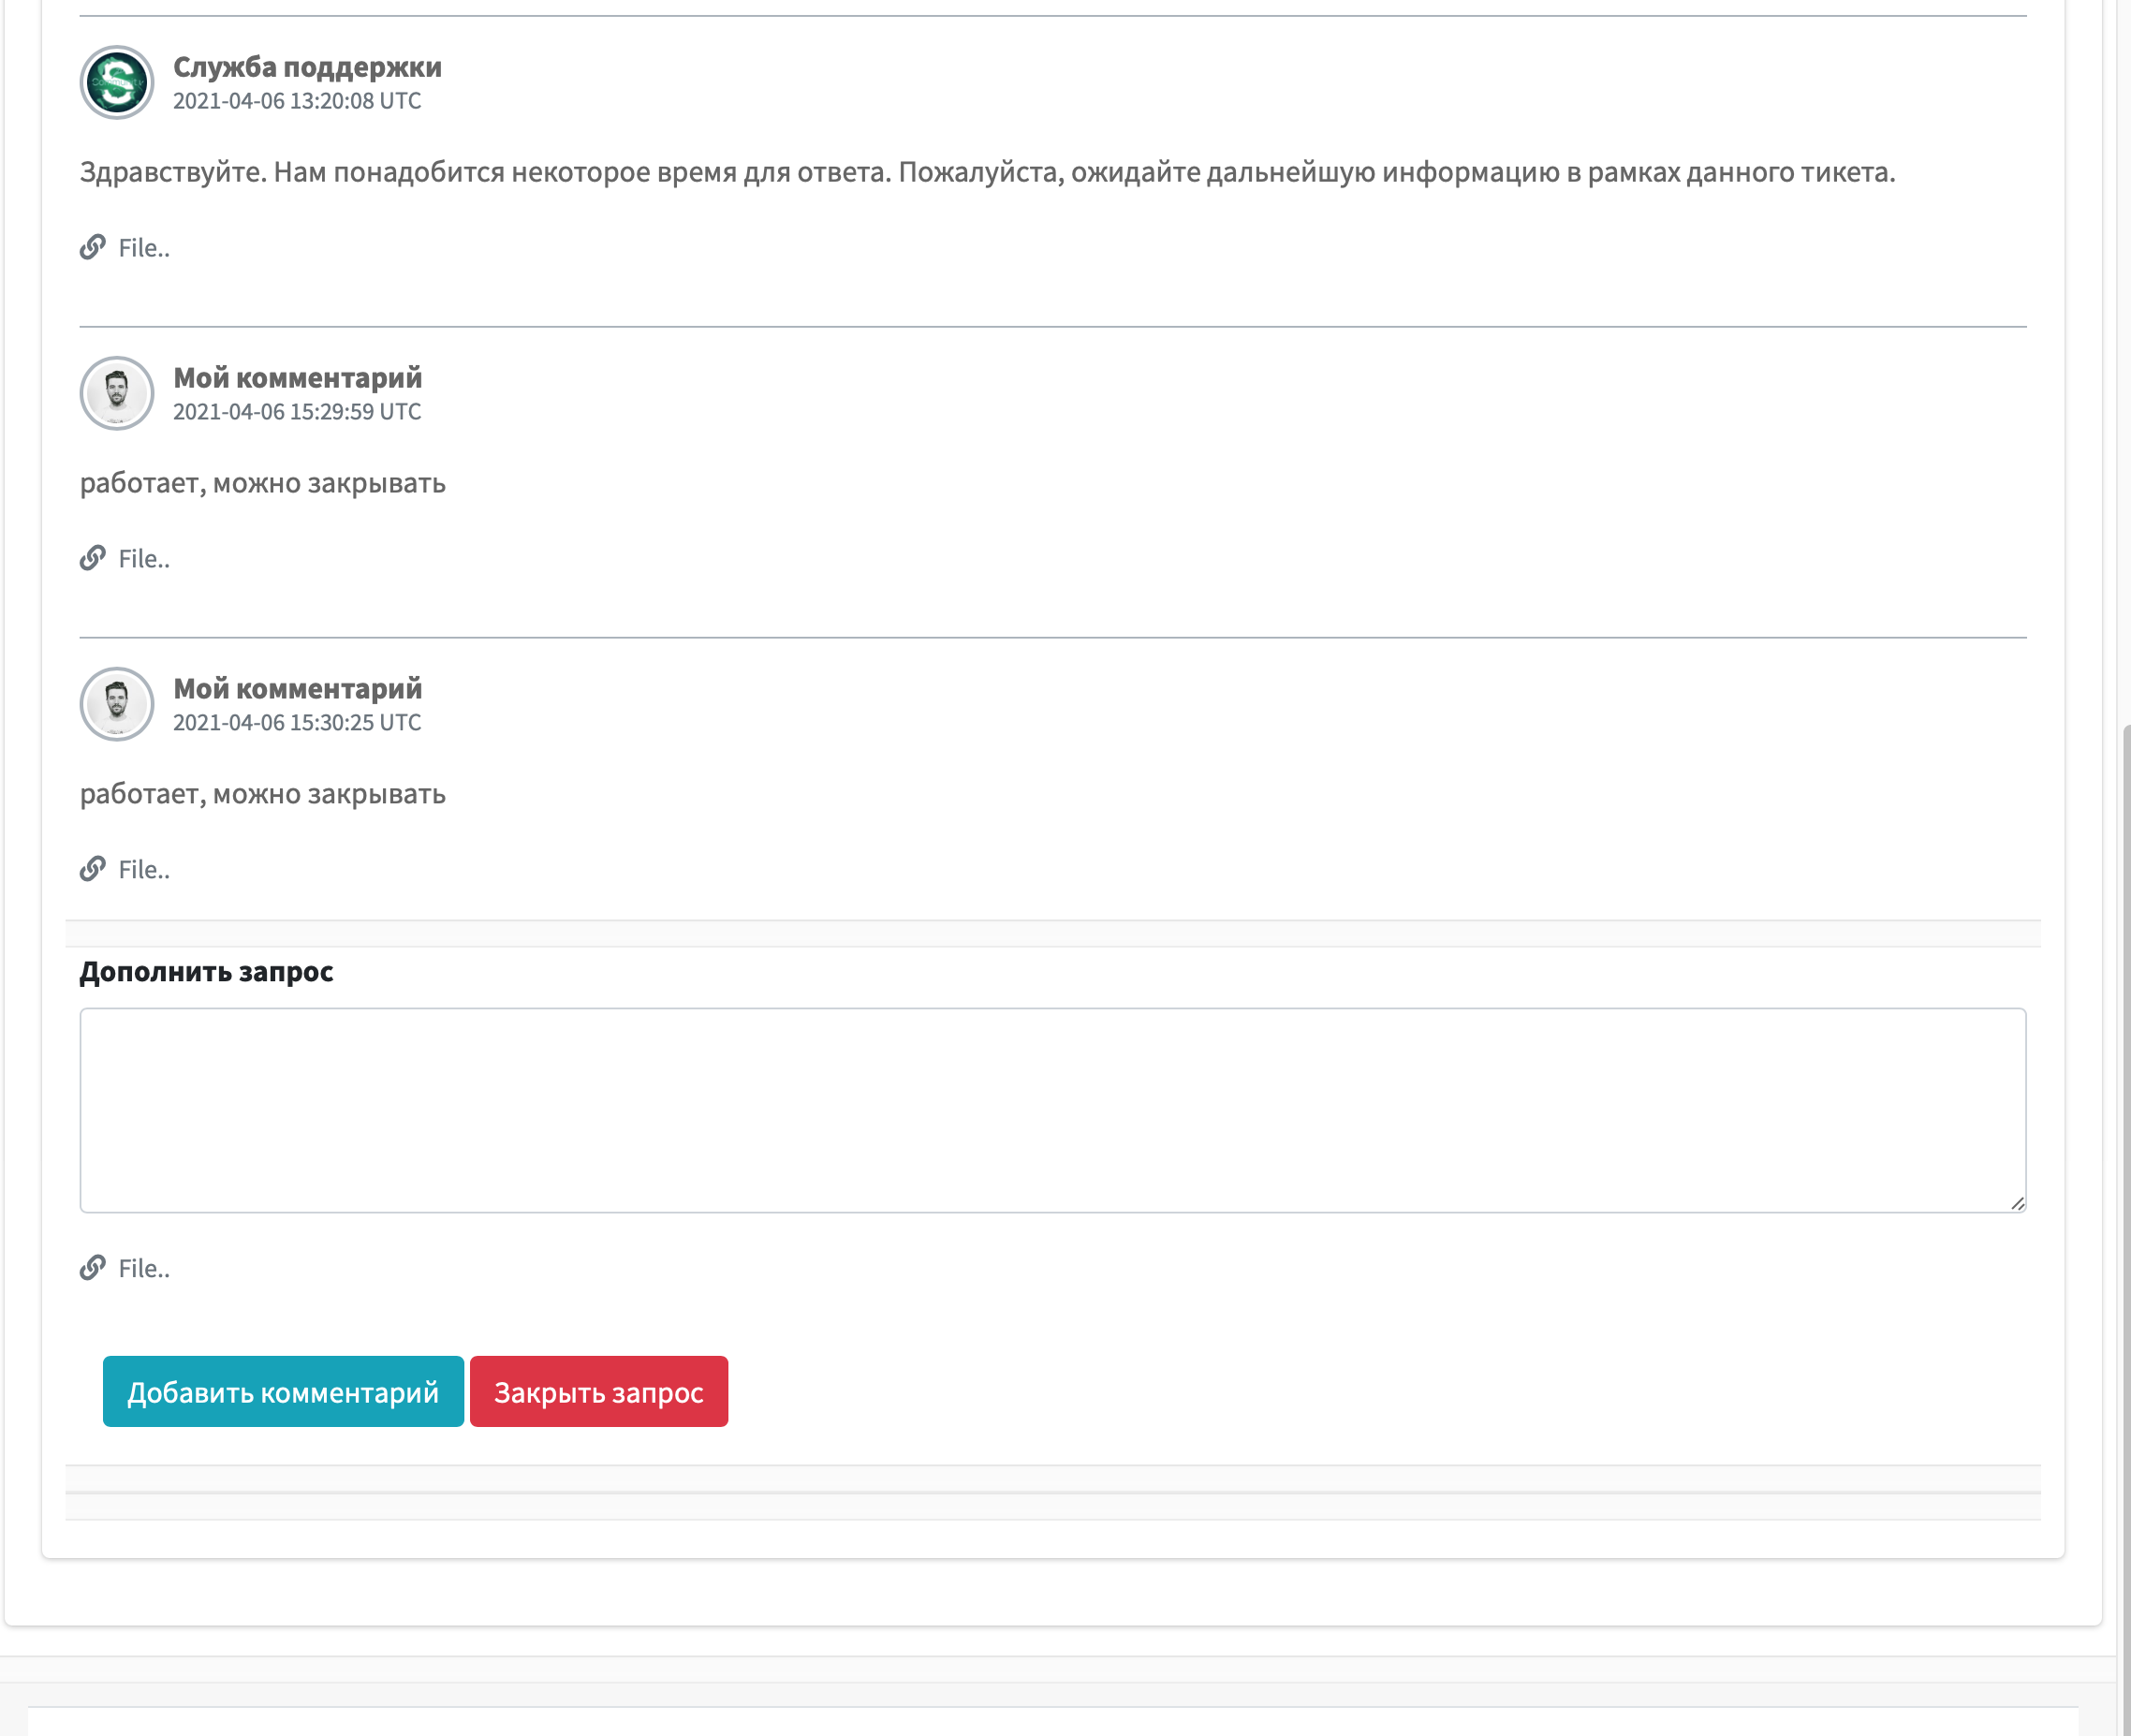 Служба поддержки
2021-04-06 13:20:08 UTC
Здравствуйте. Нам понадобится некоторое время для ответа. Пожалуйста, ожидайте дальнейшую информацию в рамках данного тикета.
File..
Мой комментарий
2021-04-06 15:29:59 UTC
работает, можно закрывать
File..
Мой комментарий
2021-04-06 15:30:25 UTC
работает, можно закрывать
File..
Дополнить запрос
File..
Добавить комментарий
Закрыть запрос